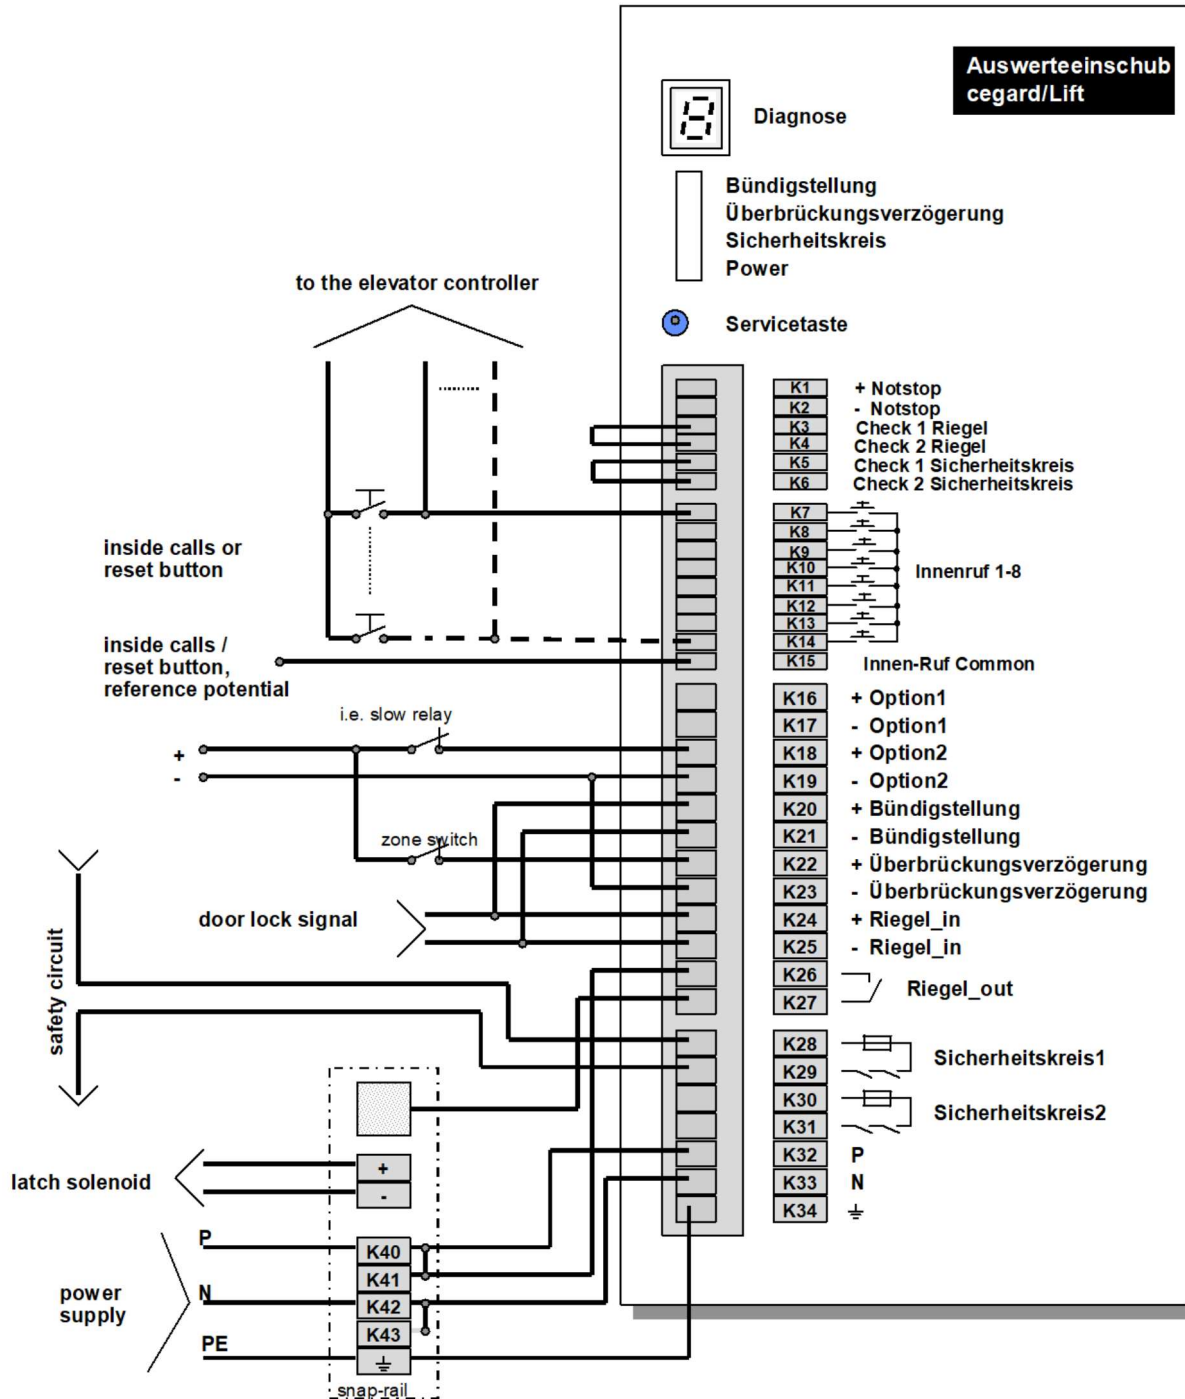 Auswerteeinschub
cegard/Lift
Diagnose
Bündigstellung
Überbrückungsverzögerung
Sicherheitskreis
Power
to the elevator controller
Servicetaste
K1 + Notstop
K2 - Notstop
K3 Check 1 Riegel
K4 Check 2 Riegel
K5 Check 1 Sicherheitskreis
K6 Check 2 Sicherheitskreis
K7
K8
K9
K10
K11
K12
K13
K14
Innenruf 1-8
K15 Innen-Ruf Common
inside calls or
reset button
inside calls /
reset button,
reference potential
i.e. slow relay
+
-
zone switch
K16 + Option1
K17 - Option1
K18 + Option2
K19 - Option2
K20 + Bündigstellung
K21 - Bündigstellung
K22 + Überbrückungsverzögerung
K23 - Überbrückungsverzögerung
K24 + Riegel_in
K25 - Riegel_in
K26
K27
Riegel_out
door lock signal
safety circuit
K28
K29
Sicherheitskreis1
K30
K31
Sicherheitskreis2
K32 P
K33 N
K34
latch solenoid
+
-
power
supply
P
N
PE
K40
K41
K42
K43
snap-rail